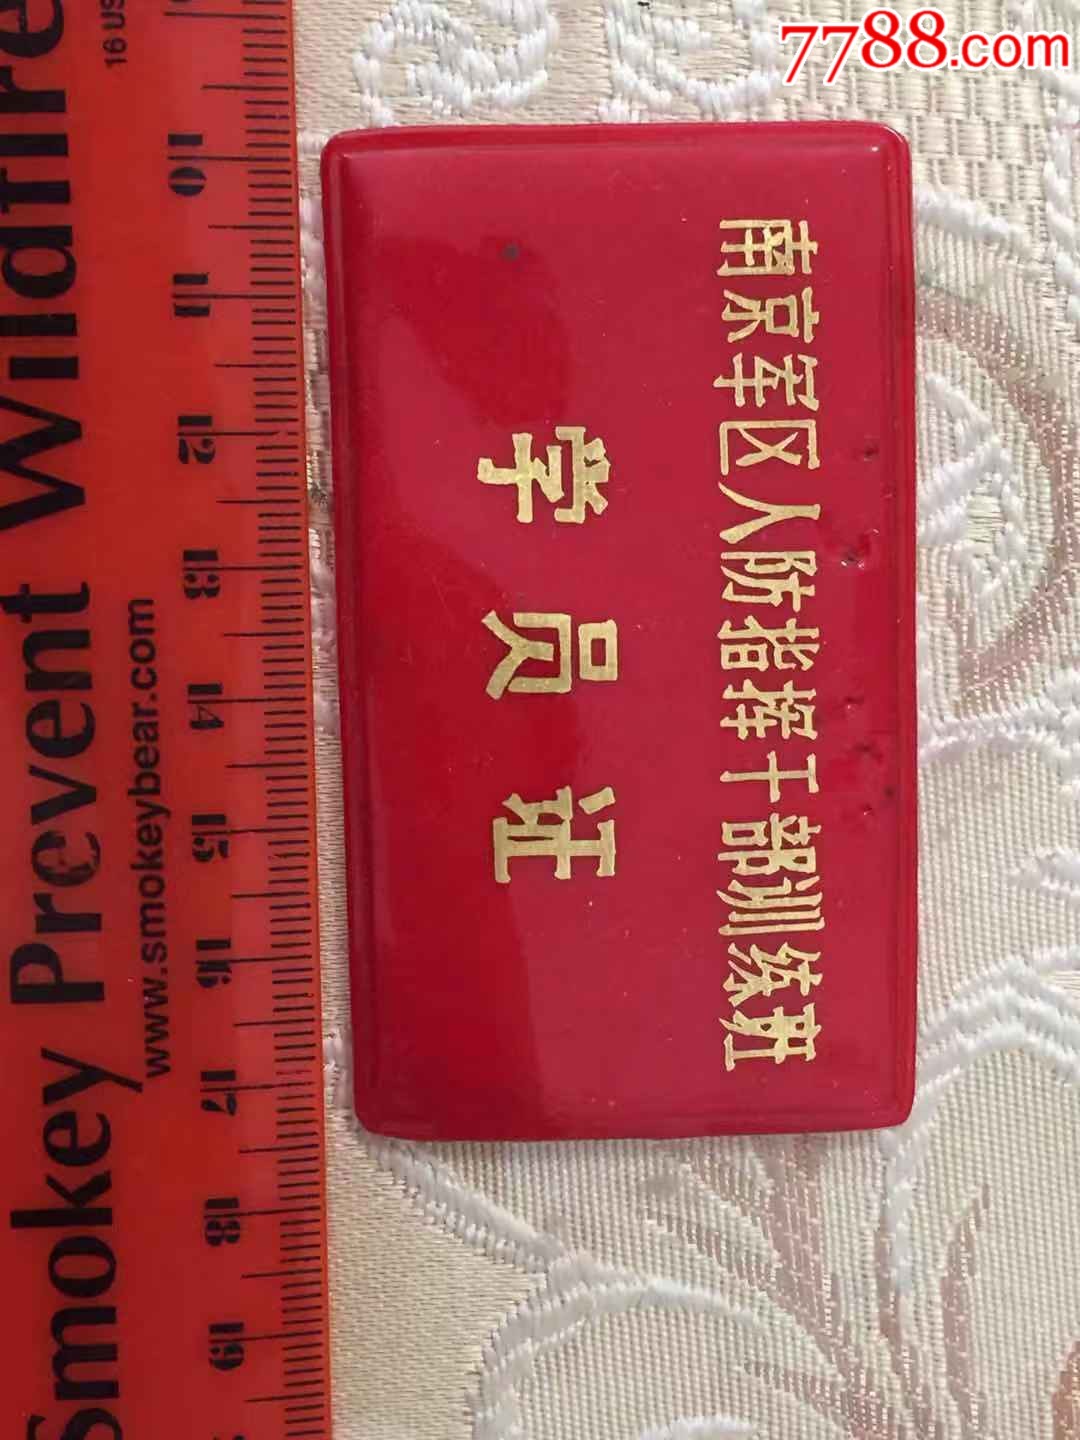 7788.com
南京军区人防指挥干部训练班
学员证
Smokey Prevent Wildfire
www.smokeybear.com
16 US
10 11 12 13 14 15 16 17 18 19